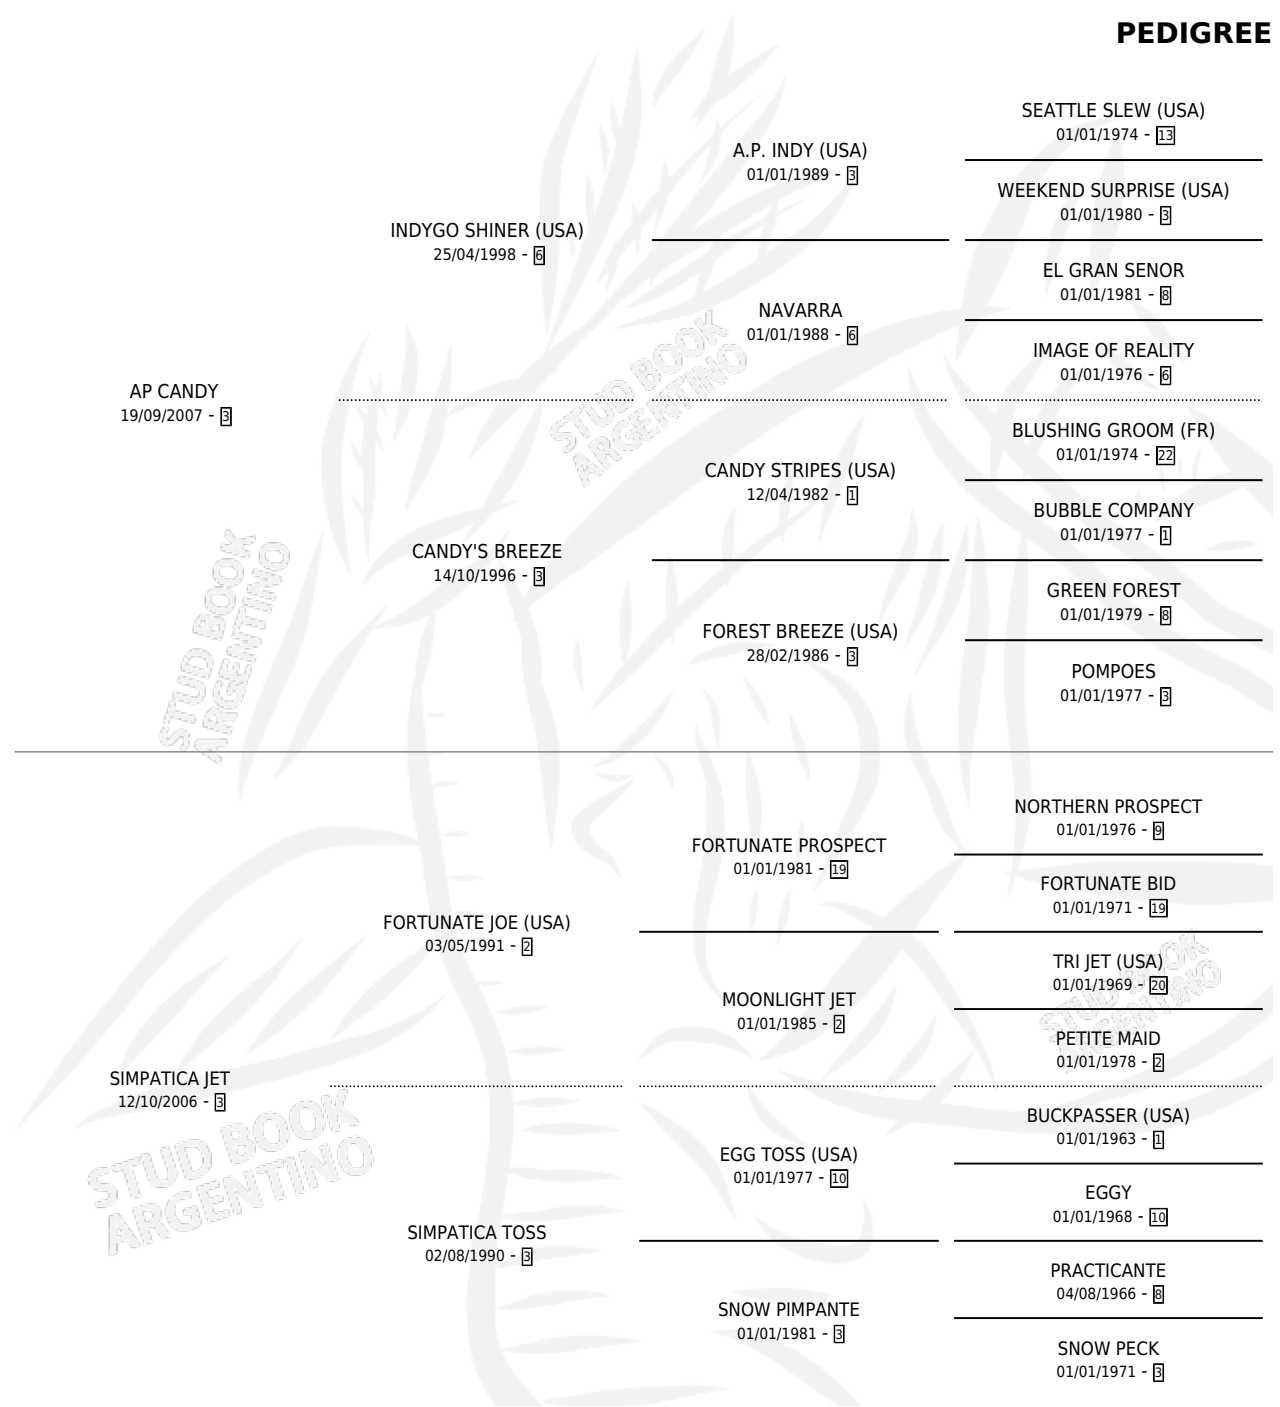 PEDIGREE
SEATTLE SLEW (USA)
01/01/1974 - 13
A.P. INDY (USA)
01/01/1989 - 3
WEEKEND SURPRISE (USA)
01/01/1980 - 3
INDYGO SHINER (USA)
25/04/1998 - 6
EL GRAN SENOR
01/01/1981 - 8
NAVARRA
01/01/1988 - 6
IMAGE OF REALITY
01/01/1976 - 6
AP CANDY
19/09/2007 - 3
BLUSHING GROOM (FR)
01/01/1974 - 22
CANDY STRIPES (USA)
12/04/1982 - 1
BUBBLE COMPANY
01/01/1977 - 1
CANDY'S BREEZE
14/10/1996 - 3
GREEN FOREST
01/01/1979 - 8
FOREST BREEZE (USA)
28/02/1986 - 3
POMPOES
01/01/1977 - 3
NORTHERN PROSPECT
01/01/1976 - 9
FORTUNATE PROSPECT
01/01/1981 - 19
FORTUNATE BID
01/01/1971 - 19
FORTUNATE JOE (USA)
03/05/1991 - 2
TRI JET (USA)
01/01/1969 - 20
MOONLIGHT JET
01/01/1985 - 2
PETITE MAID
01/01/1978 - 2
SIMPATICA JET
12/10/2006 - 3
BUCKPASSER (USA)
01/01/1963 - 1
EGG TOSS (USA)
01/01/1977 - 10
EGGY
01/01/1968 - 10
SIMPATICA TOSS
02/08/1990 - 3
PRACTICANTE
04/08/1966 - 8
SNOW PIMPANTE
01/01/1981 - 3
SNOW PECK
01/01/1971 - 3
STUD BOOK
ARGENTINO
STUD BOOK
ARGENTINO
STUD BOOK
ARGENTINO
STUD BOOK
ARGENTINO